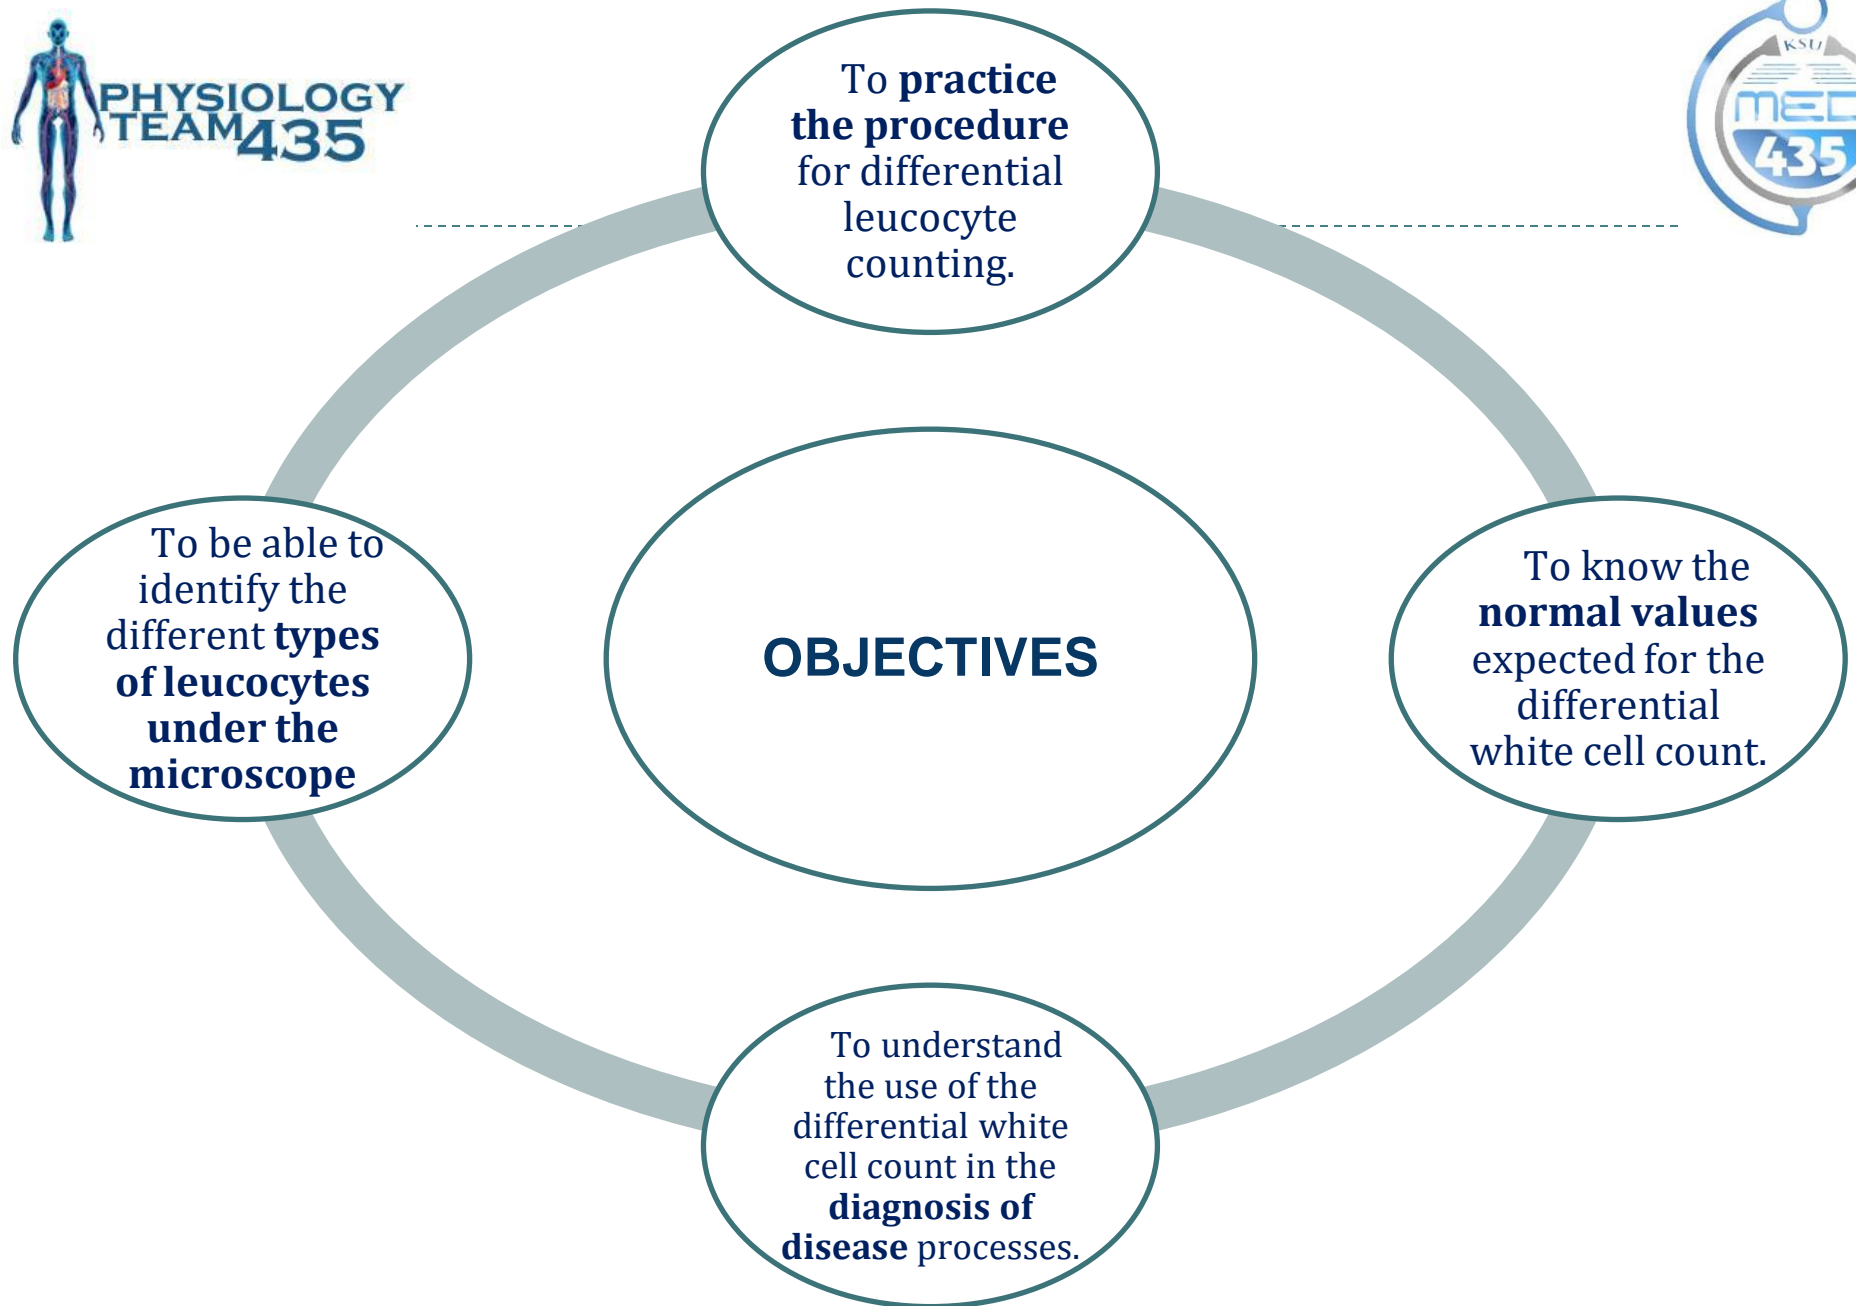 PHYSIOLOGY
TEAM435
KSU
MED
435
To practice
the procedure
for differential
leucocyte
counting.
To be able to
identify the
different types
of leucocytes
under the
microscope
OBJECTIVES
To know the
normal values
expected for the
differential
white cell count.
To understand
the use of the
differential white
cell count in the
diagnosis of
disease processes.